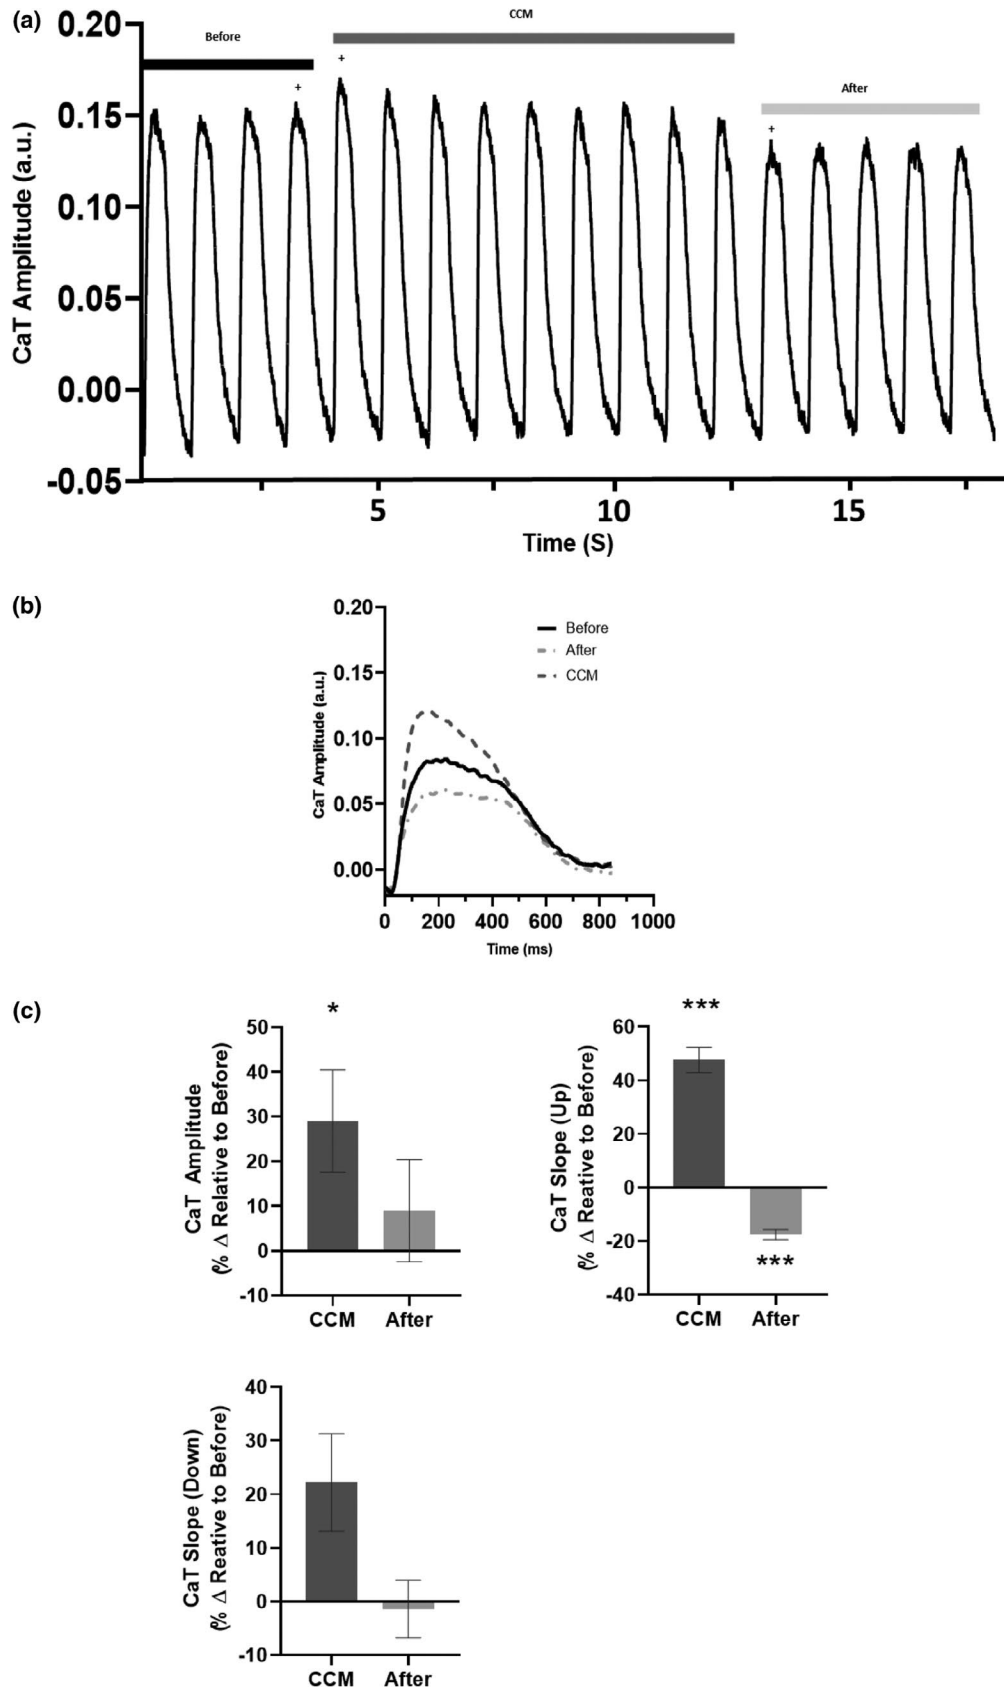 (a)
CaT Amplitude (a.u.)
0.20
0.15
0.10
0.05
0.00
-0.05
Before
CCM
After
+
+
+
5
10
15
Time (S)
(b)
CaT Amplitude (a.u.)
0.20
0.15
0.10
0.05
0.00
Before
After
CCM
0
200
400
600
800
1000
Time (ms)
(c)
CaT Amplitude
(% Δ Relative to Before)
50
40
30
20
10
0
-10
*
CCM
After
CaT Slope (Up)
(% Δ Reative to Before)
60
40
20
0
-20
-40
***
***
CCM
After
CaT Slope (Down)
(% Δ Reative to Before)
40
30
20
10
0
-10
CCM
After